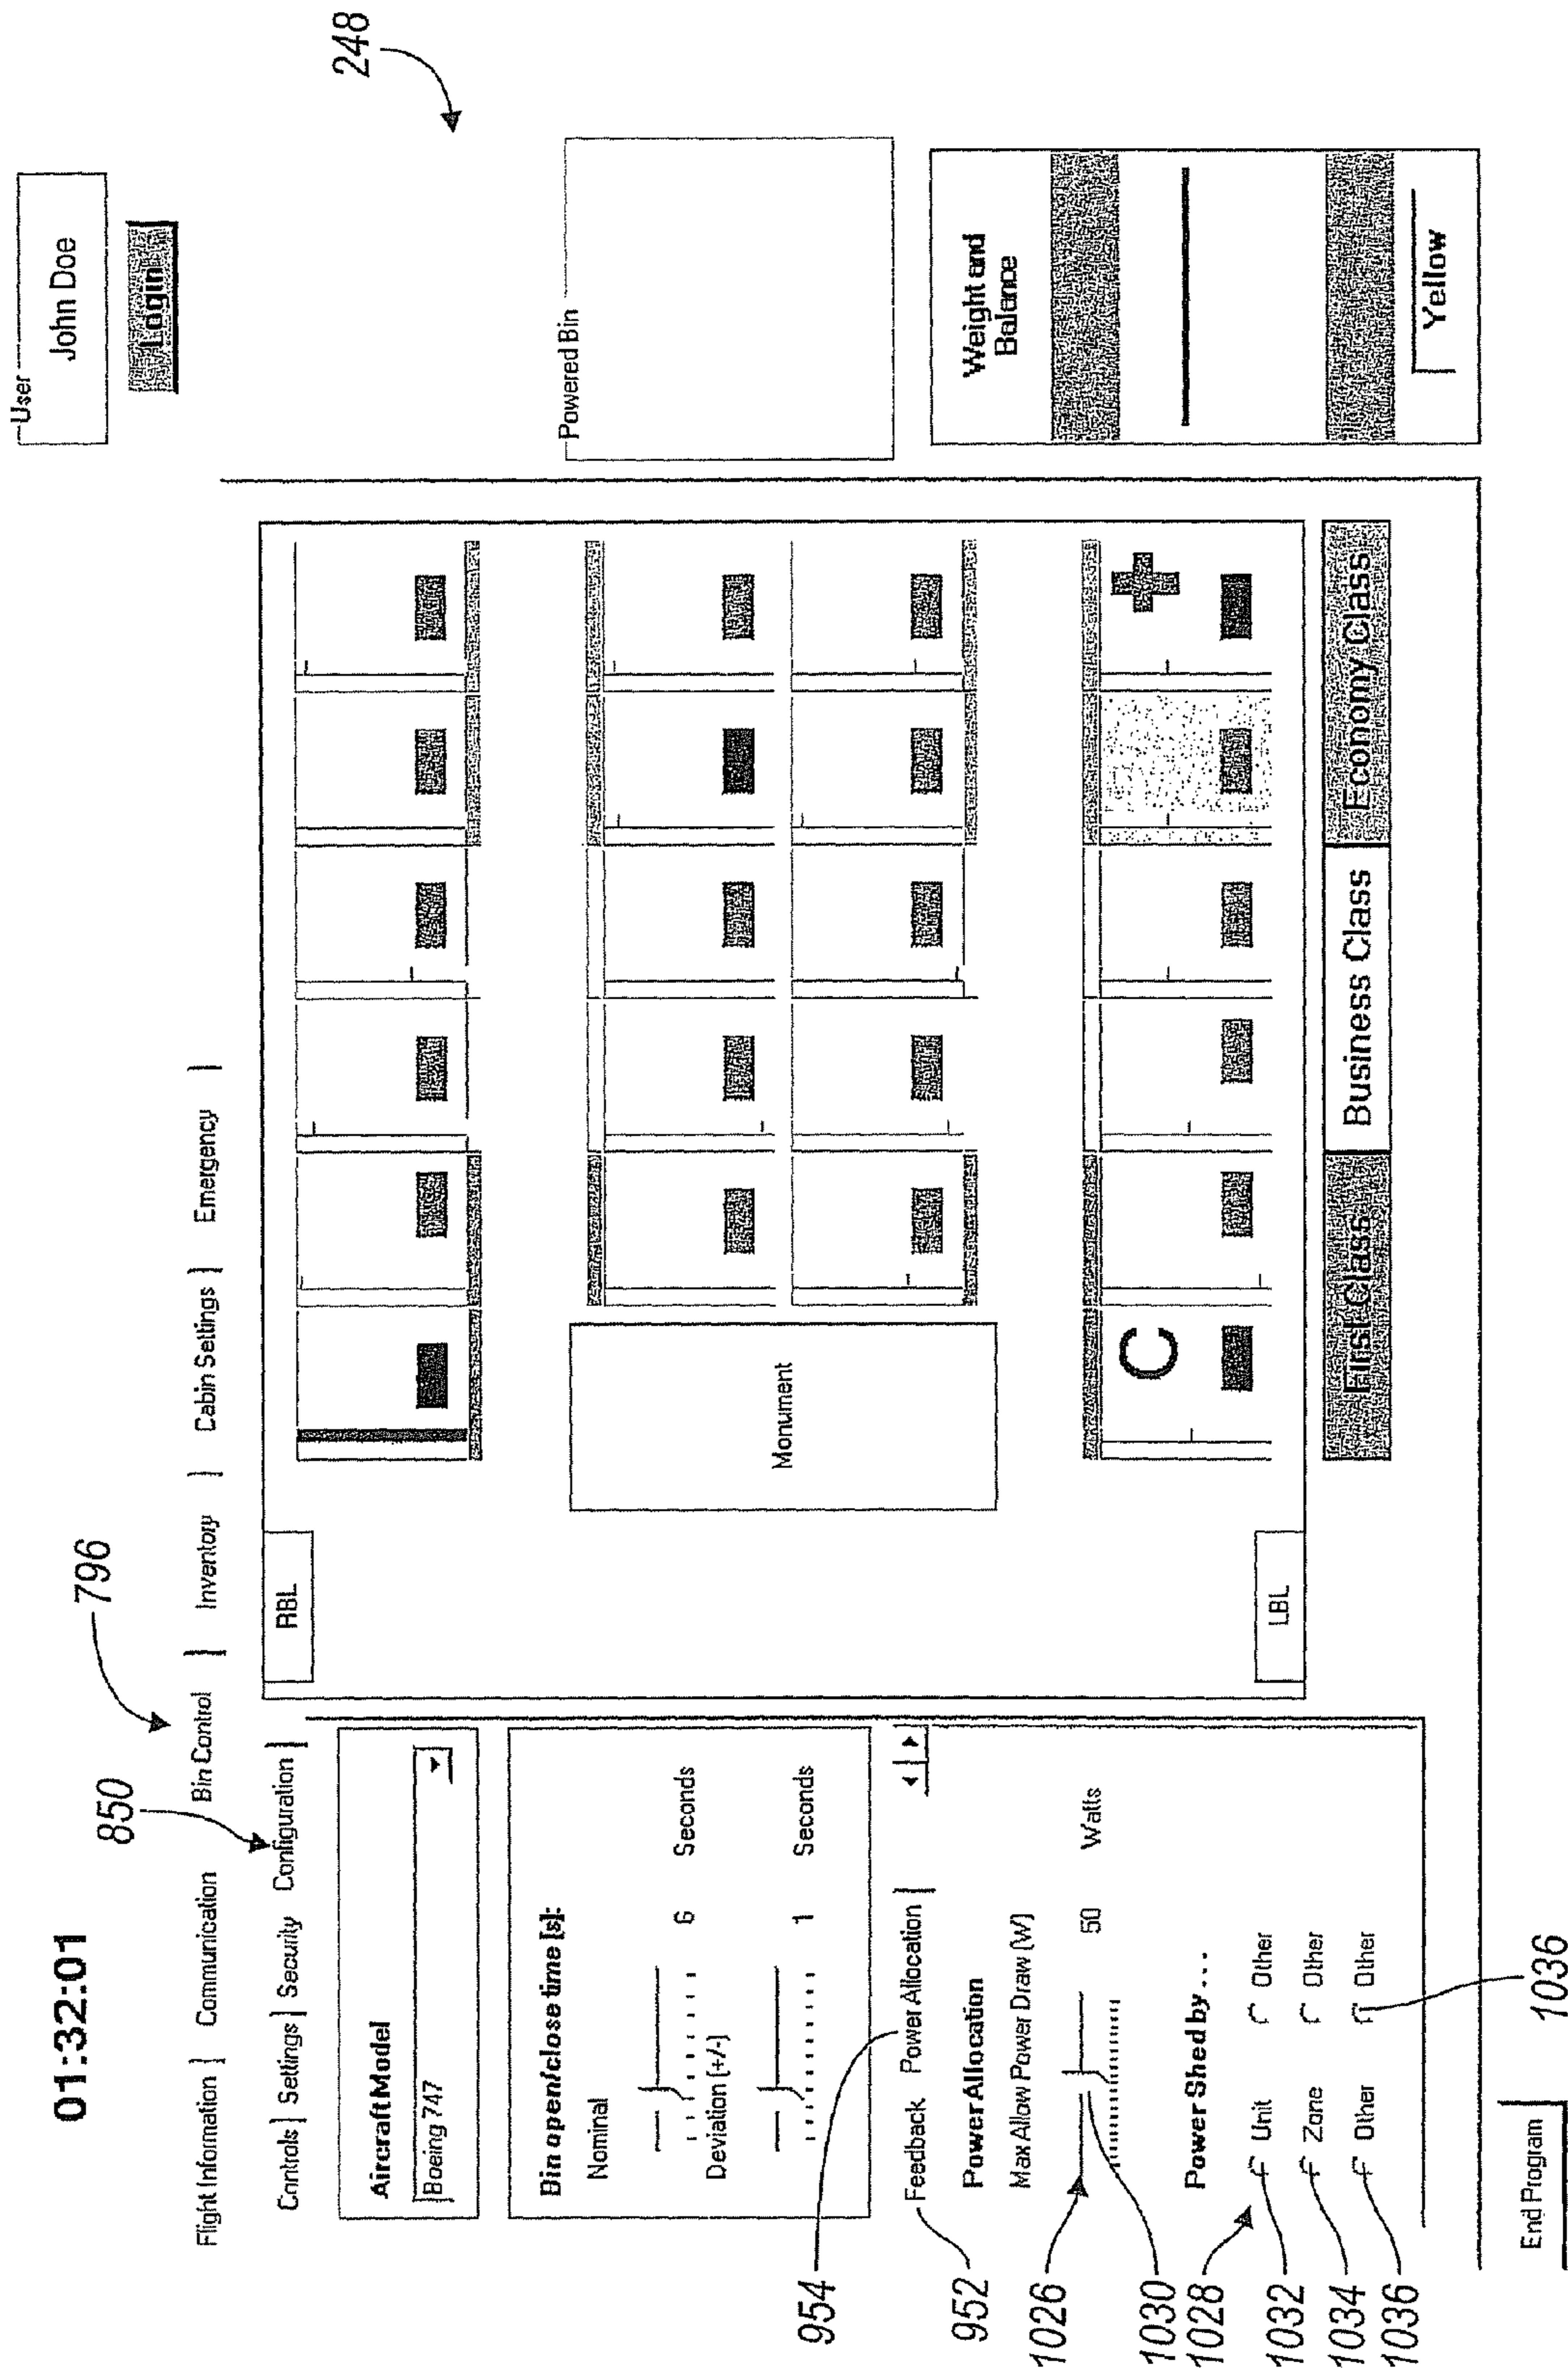 01:32:01
User
John Doe
Login
248
796
850
Flight Information Communication Bin Control Inventory Cabin Settings Emergency
Controls Settings Security Configuration
Aircraft Model
Boeing 747
Bin open/close time [s]:
Nominal
6 Seconds
Deviation [+/-]
1 Seconds
954
952
Feedback Power Allocation
Power Allocation
Max Allow Power Draw [W]
1026
50 Watts
1030
1028
Power Shed by...
1032
Unit Other
1034
Zone Other
1036
Other Other
1036
End Program
RBL
Monument
C
LBL
First Class Business Class Economy Class
Powered Bin
Weight and
Balance
Yellow